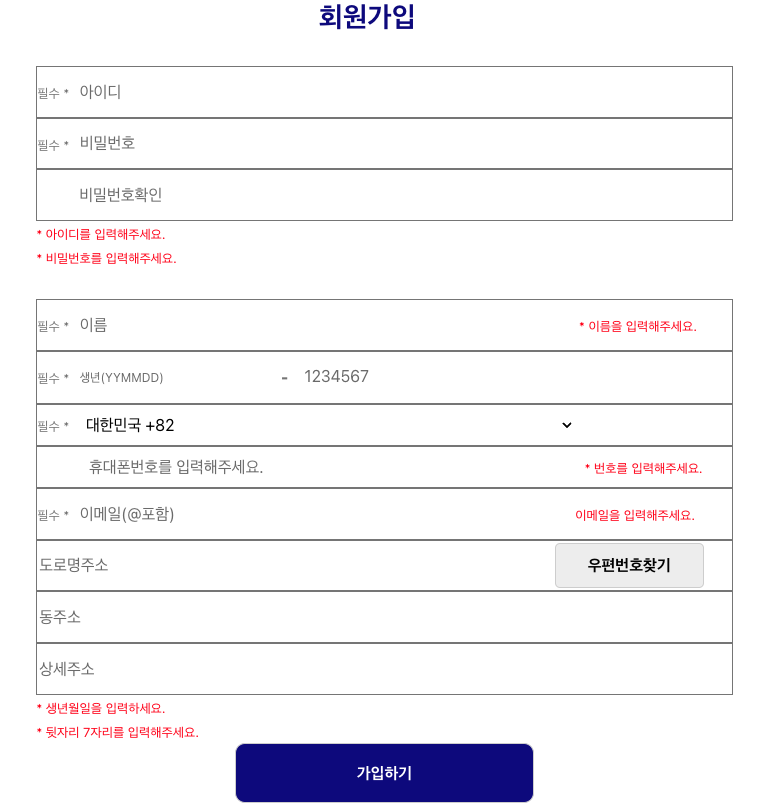 회원가입
필수 * 아이디
필수 * 비밀번호
비밀번호확인
* 아이디를 입력해주세요.
* 비밀번호를 입력해주세요.
필수 * 이름 * 이름을 입력해주세요.
필수 * 생년(YYMMDD) - 1234567
필수 * 대한민국 +82
휴대폰번호를 입력해주세요. * 번호를 입력해주세요.
필수 * 이메일(@포함) 이메일을 입력해주세요.
도로명주소 우편번호찾기
동주소
상세주소
* 생년월일을 입력하세요.
* 뒷자리 7자리를 입력해주세요.
가입하기